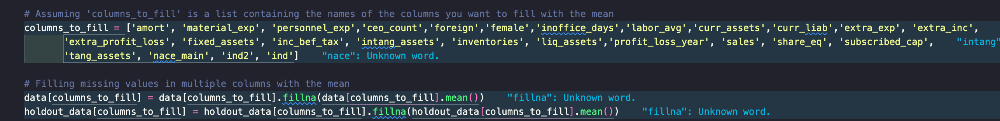 # Assuming 'columns_to_fill' is a list containing the names of the columns you want to fill with the mean
columns_to_fill = ['amort', 'material_exp', 'personnel_exp','ceo_count','foreign','female','inoffice_days','labor_avg','curr_assets','curr_liab','extra_exp', 'extra_inc',
'extra_profit_loss', 'fixed_assets', 'inc_bef_tax', 'intang_assets', 'inventories', 'liq_assets','profit_loss_year', 'sales', 'share_eq', 'subscribed_cap', "intang"
'tang_assets', 'nace_main', 'ind2', 'ind'] "nace": Unknown word.
# Filling missing values in multiple columns with the mean
data[columns_to_fill] = data[columns_to_fill].fillna(data[columns_to_fill].mean()) "fillna": Unknown word.
holdout_data[columns_to_fill] = holdout_data[columns_to_fill].fillna(holdout_data[columns_to_fill].mean()) "fillna": Unknown word.